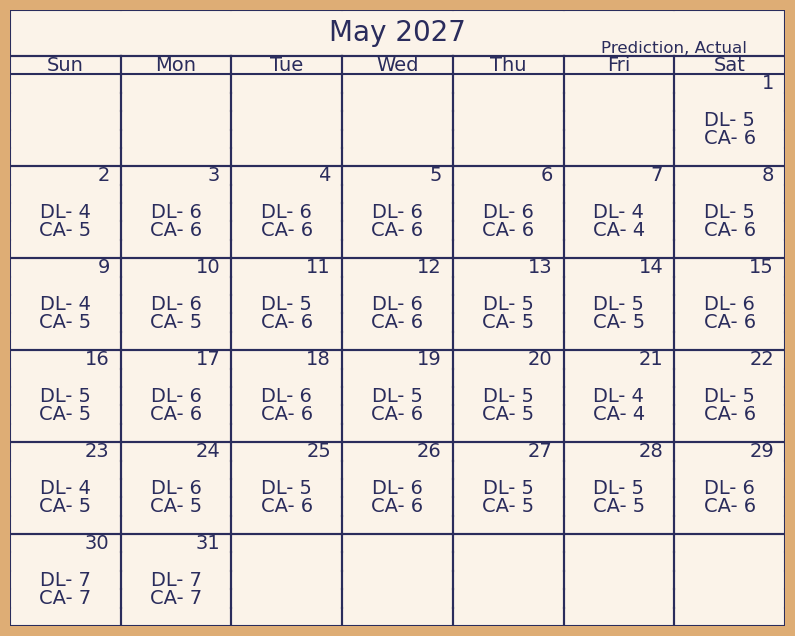 May 2027
Prediction, Actual
Sun Mon Tue Wed Thu Fri Sat
1
DL- 5
CA- 6
2 3 4 5 6 7 8
DL- 4 DL- 6 DL- 6 DL- 6 DL- 6 DL- 4 DL- 5
CA- 5 CA- 6 CA- 6 CA- 6 CA- 6 CA- 4 CA- 6
9 10 11 12 13 14 15
DL- 4 DL- 6 DL- 5 DL- 6 DL- 5 DL- 5 DL- 6
CA- 5 CA- 5 CA- 6 CA- 6 CA- 5 CA- 5 CA- 6
16 17 18 19 20 21 22
DL- 5 DL- 6 DL- 6 DL- 5 DL- 5 DL- 4 DL- 5
CA- 5 CA- 6 CA- 6 CA- 6 CA- 5 CA- 4 CA- 6
23 24 25 26 27 28 29
DL- 4 DL- 6 DL- 5 DL- 6 DL- 5 DL- 5 DL- 6
CA- 5 CA- 5 CA- 6 CA- 6 CA- 5 CA- 5 CA- 6
30 31
DL- 7 DL- 7
CA- 7 CA- 7